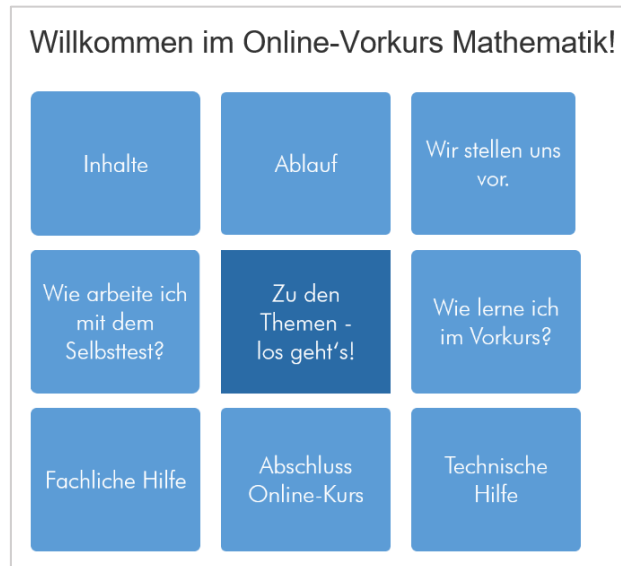 Willkommen im Online-Vorkurs Mathematik!
Inhalte
Ablauf
Wir stellen uns
vor.
Wie arbeite ich
mit dem
Selbsttest?
Zu den
Themen -
los geht's!
Wie lerne ich
im Vorkurs?
Fachliche Hilfe
Abschluss
Online-Kurs
Technische
Hilfe